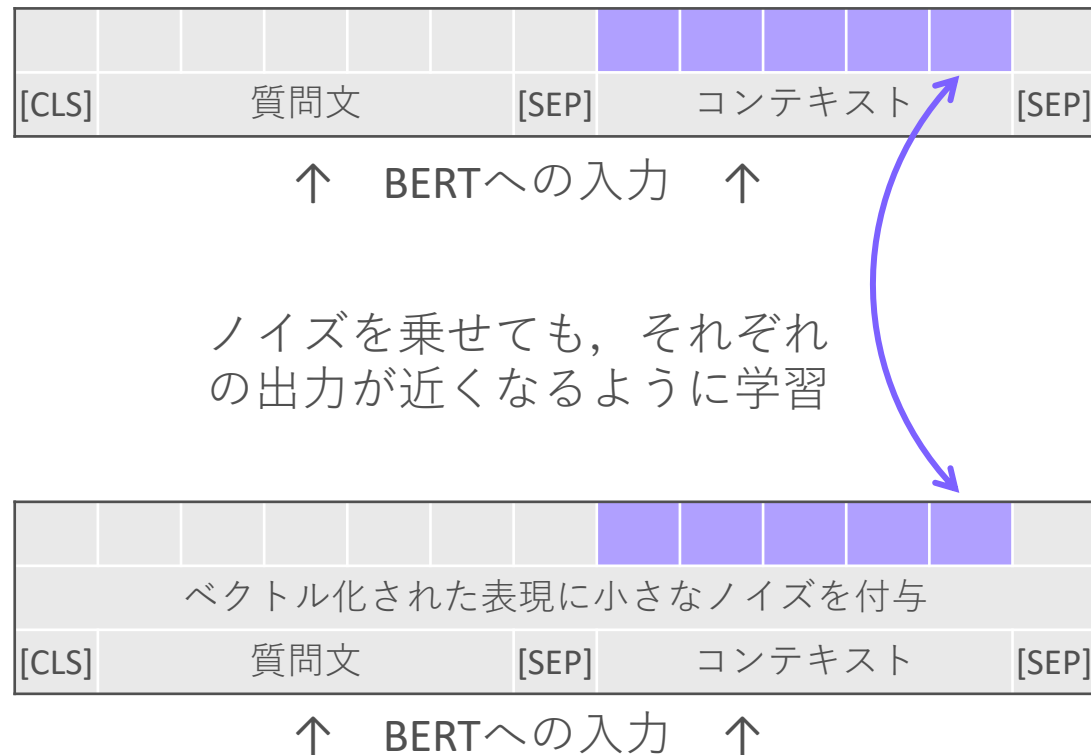 [CLS] 質問文 [SEP] コンテキスト [SEP]
↑ BERTへの入力 ↑
ノイズを乗せても，それぞれ
の出力が近くなるように学習
ベクトル化された表現に小さなノイズを付与
[CLS] 質問文 [SEP] コンテキスト [SEP]
↑ BERTへの入力 ↑